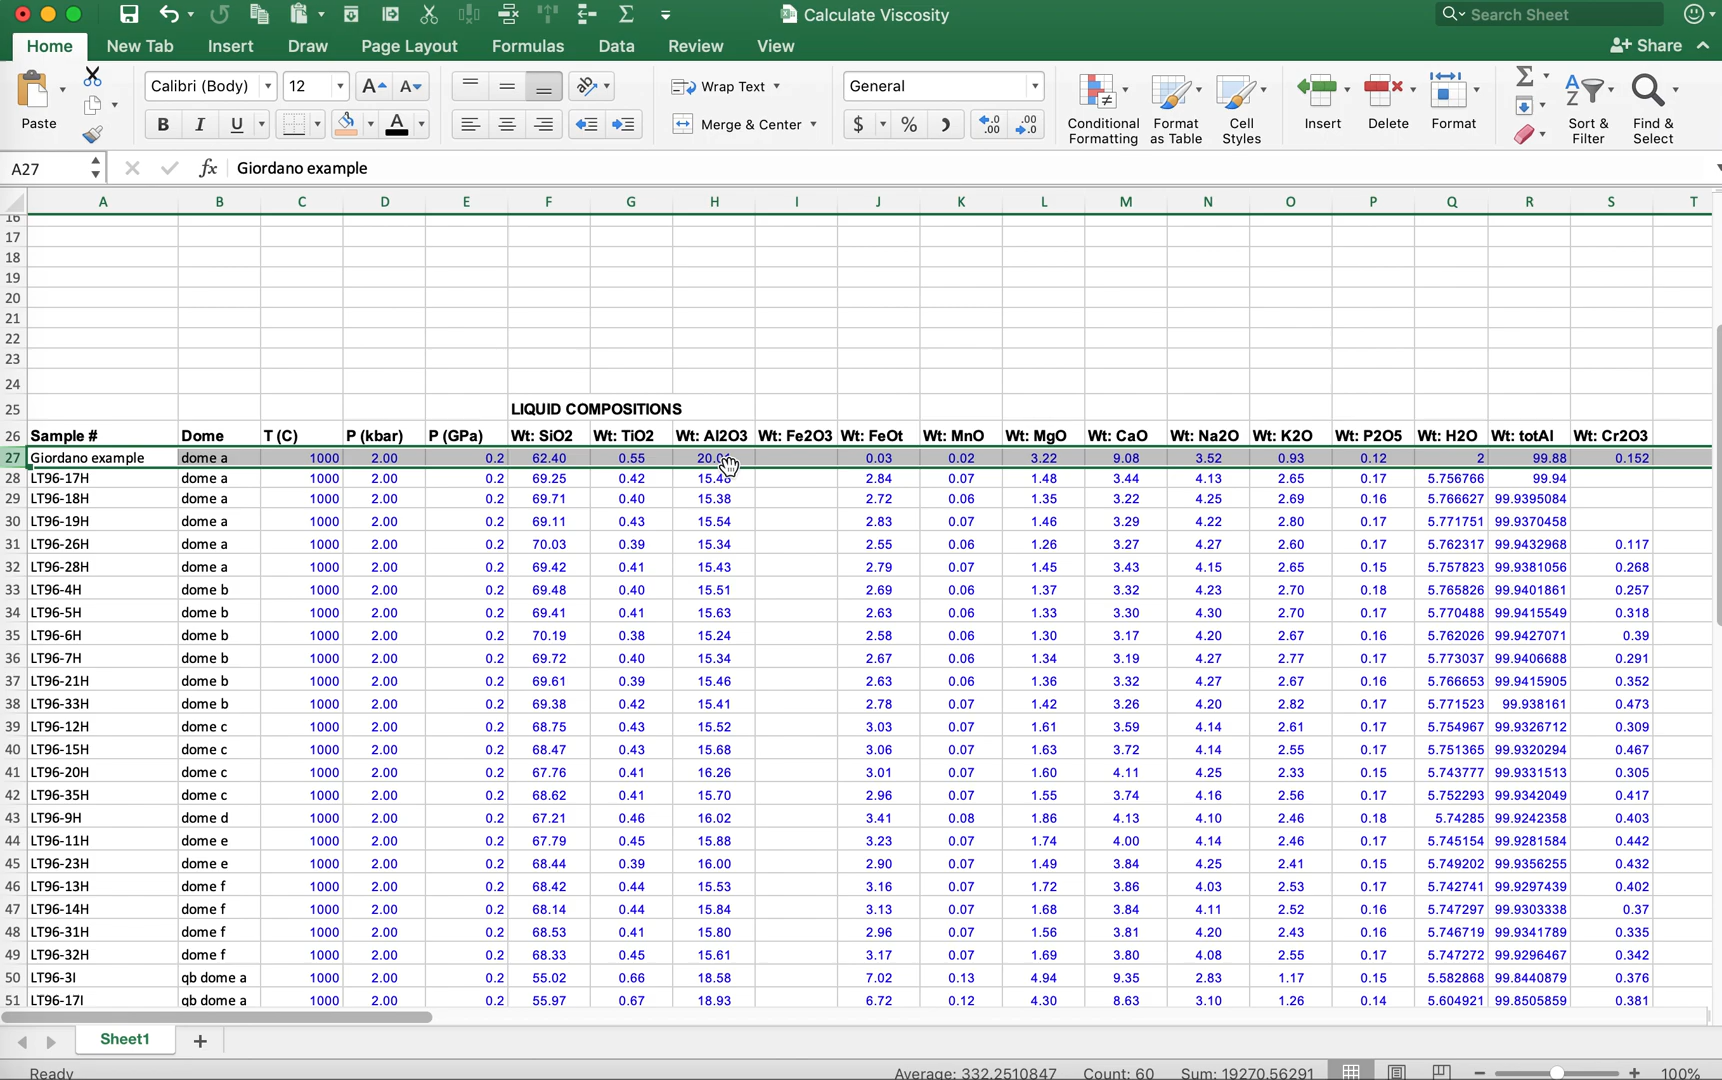 Calculate Viscosity
Search Sheet
Home New Tab Insert Draw Page Layout Formulas Data Review View Share
Paste Calibri (Body) 12 Wrap Text General
B I U Merge & Center $ % Conditional Formatting Format as Table Cell Styles Insert Delete Format Sort & Filter Find & Select
A27 fx Giordano example
A B C D E F G H I J K L M N O P Q R S T
16
17
18
19
20
21
22
23
24
25 LIQUID COMPOSITIONS
26 Sample # Dome T (C) P (kbar) P (GPa) Wt: SiO2 Wt: TiO2 Wt: Al2O3 Wt: Fe2O3 Wt: FeOt Wt: MnO Wt: MgO Wt: CaO Wt: Na2O Wt: K2O Wt: P2O5 Wt: H2O Wt: totAl Wt: Cr2O3
27 Giordano example dome a 1000 2.00 0.2 62.40 0.55 0.03 0.02 3.22 9.08 3.52 0.93 0.12 2 99.88 0.152
28 LT96-17H dome a 1000 2.00 0.2 69.25 0.42 15.48 2.84 0.07 1.48 3.44 4.13 2.65 0.17 5.756766 99.94
29 LT96-18H dome a 1000 2.00 0.2 69.71 0.40 15.38 2.72 0.06 1.35 3.22 4.25 2.69 0.16 5.766627 99.9395084
30 LT96-19H dome a 1000 2.00 0.2 69.11 0.43 15.54 2.83 0.07 1.46 3.29 4.22 2.80 0.17 5.771751 99.9370458
31 LT96-26H dome a 1000 2.00 0.2 70.03 0.39 15.34 2.55 0.06 1.26 3.27 4.27 2.60 0.17 5.762317 99.9432968 0.117
32 LT96-28H dome a 1000 2.00 0.2 69.42 0.41 15.43 2.79 0.07 1.45 3.43 4.15 2.65 0.15 5.757823 99.9381056 0.268
33 LT96-4H dome b 1000 2.00 0.2 69.48 0.40 15.51 2.69 0.06 1.37 3.32 4.23 2.70 0.18 5.765826 99.9401861 0.257
34 LT96-5H dome b 1000 2.00 0.2 69.41 0.41 15.63 2.63 0.06 1.33 3.30 4.30 2.70 0.17 5.770488 99.9415549 0.318
35 LT96-6H dome b 1000 2.00 0.2 70.19 0.38 15.24 2.58 0.06 1.30 3.17 4.20 2.67 0.16 5.762026 99.9427071 0.39
36 LT96-7H dome b 1000 2.00 0.2 69.72 0.40 15.34 2.67 0.06 1.34 3.19 4.27 2.77 0.17 5.773037 99.9406688 0.291
37 LT96-21H dome b 1000 2.00 0.2 69.61 0.39 15.46 2.63 0.06 1.36 3.32 4.27 2.67 0.16 5.766653 99.9415905 0.352
38 LT96-33H dome b 1000 2.00 0.2 69.38 0.42 15.41 2.78 0.07 1.42 3.26 4.20 2.82 0.17 5.771523 99.938161 0.473
39 LT96-12H dome c 1000 2.00 0.2 68.75 0.43 15.52 3.03 0.07 1.61 3.59 4.14 2.61 0.17 5.754967 99.9326712 0.309
40 LT96-15H dome c 1000 2.00 0.2 68.47 0.43 15.68 3.06 0.07 1.63 3.72 4.14 2.55 0.17 5.751365 99.9320294 0.467
41 LT96-20H dome c 1000 2.00 0.2 67.76 0.41 16.26 3.01 0.07 1.60 4.11 4.25 2.33 0.15 5.743777 99.9331513 0.305
42 LT96-35H dome c 1000 2.00 0.2 68.62 0.41 15.70 2.96 0.07 1.55 3.74 4.16 2.56 0.17 5.752293 99.9342049 0.417
43 LT96-9H dome d 1000 2.00 0.2 67.21 0.46 16.02 3.41 0.08 1.86 4.13 4.10 2.46 0.18 5.74285 99.9242358 0.403
44 LT96-11H dome e 1000 2.00 0.2 67.79 0.45 15.88 3.23 0.07 1.74 4.00 4.14 2.46 0.17 5.745154 99.9281584 0.442
45 LT96-23H dome e 1000 2.00 0.2 68.44 0.39 16.00 2.90 0.07 1.49 3.84 4.25 2.41 0.15 5.749202 99.9356255 0.432
46 LT96-13H dome f 1000 2.00 0.2 68.42 0.44 15.53 3.16 0.07 1.72 3.86 4.03 2.53 0.17 5.742741 99.9297439 0.402
47 LT96-14H dome f 1000 2.00 0.2 68.14 0.44 15.84 3.13 0.07 1.68 3.84 4.11 2.52 0.16 5.747297 99.9303338 0.37
48 LT96-31H dome f 1000 2.00 0.2 68.53 0.41 15.80 2.96 0.07 1.56 3.81 4.20 2.43 0.16 5.746719 99.9341789 0.335
49 LT96-32H dome f 1000 2.00 0.2 68.33 0.45 15.61 3.17 0.07 1.69 3.80 4.08 2.55 0.17 5.747272 99.9296467 0.342
50 LT96-3I qb dome a 1000 2.00 0.2 55.02 0.66 18.58 7.02 0.13 4.94 9.35 2.83 1.17 0.15 5.582868 99.8440879 0.376
51 LT96-17I qb dome a 1000 2.00 0.2 55.97 0.67 18.93 6.72 0.12 4.30 8.63 3.10 1.26 0.14 5.604921 99.8505859 0.381
Sheet1
Ready Average: 332.2510847 Count: 60 Sum: 19270.56291 100%